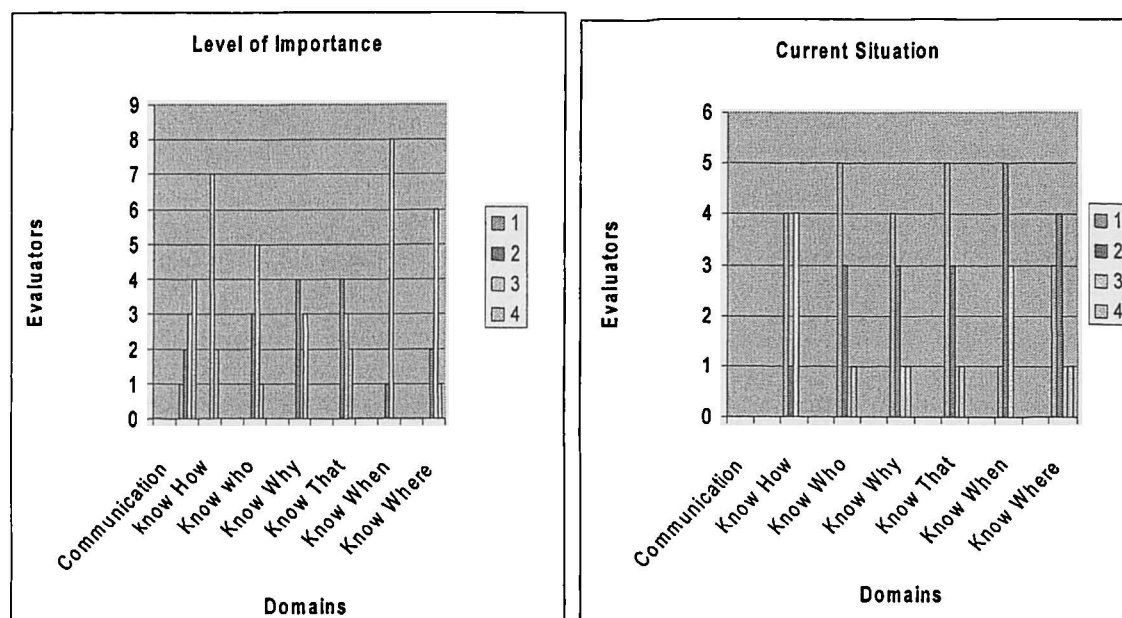 Level of Importance
Evaluators
9
8
7
6
5
4
3
2
1
0
Communication
Know How
Know who
Know Why
Know That
Know When
Know Where
Domains
1
2
3
4
Current Situation
Evaluators
6
5
4
3
2
1
0
Communication
Know How
Know Who
Know Why
Know That
Know When
Know Where
Domains
1
2
3
4